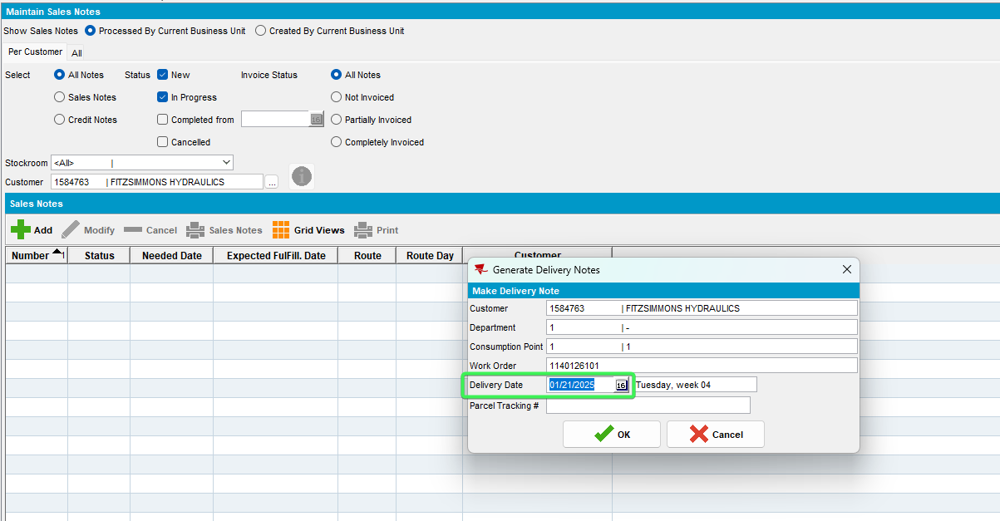 Maintain Sales Notes
Show Sales Notes Processed By Current Business Unit Created By Current Business Unit
Per Customer All
Select All Notes Status New Invoice Status All Notes
Sales Notes In Progress Not Invoiced
Credit Notes Completed from 16 Partially Invoiced
Cancelled Completely Invoiced
Stockroom <All> |
Customer 1584763 | FITZSIMMONS HYDRAULICS ...
Sales Notes
Add Modify Cancel Sales Notes Grid Views Print
Number 1 Status Needed Date Expected FulFill. Date Route Route Day Customer
Generate Delivery Notes
Make Delivery Note
Customer 1584763 | FITZSIMMONS HYDRAULICS
Department 1 | -
Consumption Point 1 | 1
Work Order 1140126101
Delivery Date 01/21/2025 16 Tuesday, week 04
Parcel Tracking #
OK Cancel